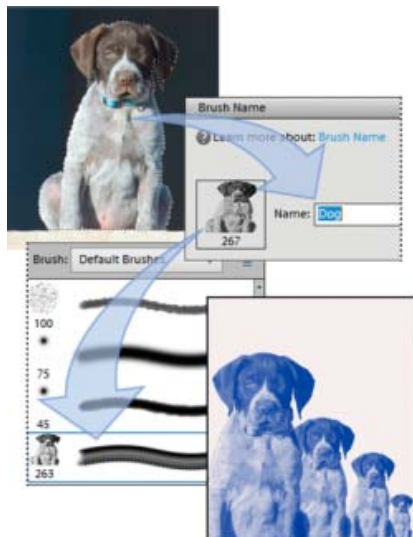 Brush Name
Learn more about: Brush Name
267
Name: Dog
Brush: Default Brushes
100
75
45
263